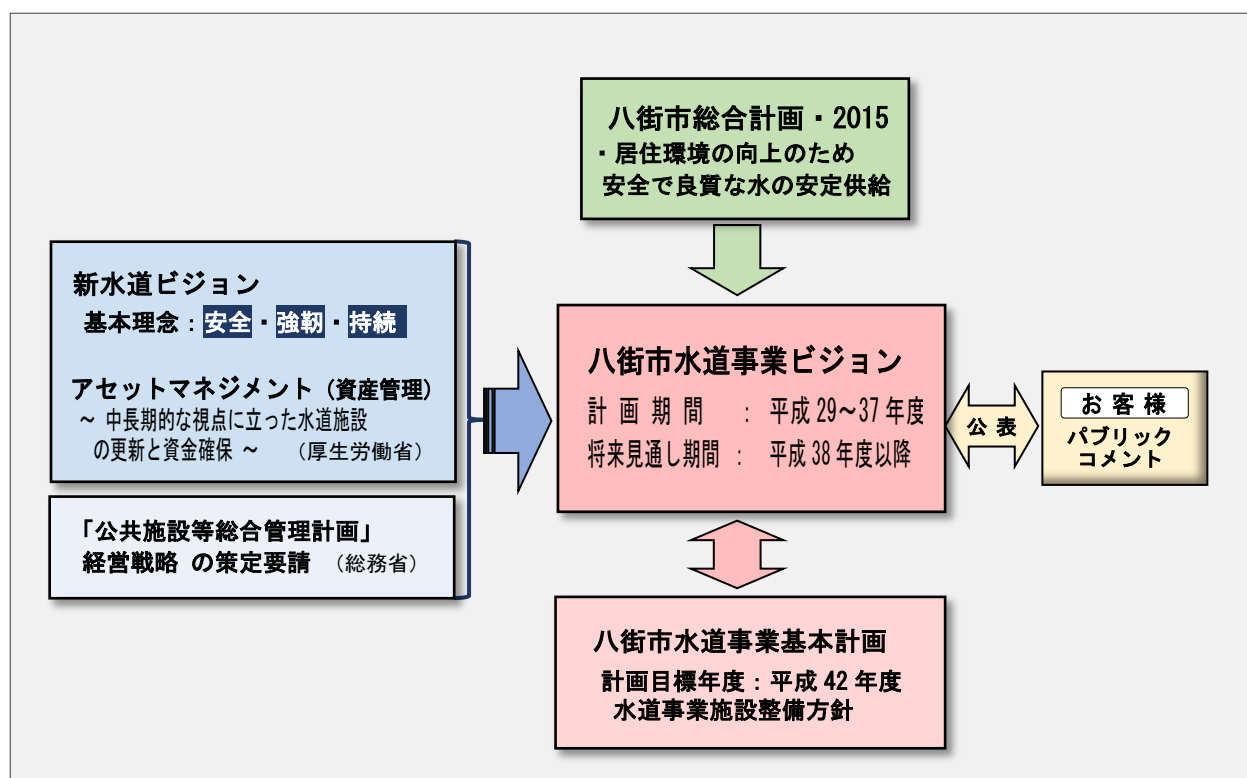 八街市総合計画・2015
・居住環境の向上のため
安全で良質な水の安定供給
新水道ビジョン
基本理念：安全・強靭・持続
アセットマネジメント（資産管理）
～ 中長期的な視点に立った水道施設
の更新と資金確保 ～ （厚生労働省）
「公共施設等総合管理計画」
経営戦略 の策定要請 （総務省）
八街市水道事業ビジョン
計 画 期 間 ： 平成 29～37 年度
将来見通し期間 ： 平成 38 年度以降
公 表
お 客 様
パブリック
コメント
八街市水道事業基本計画
計画目標年度：平成 42 年度
水道事業施設整備方針